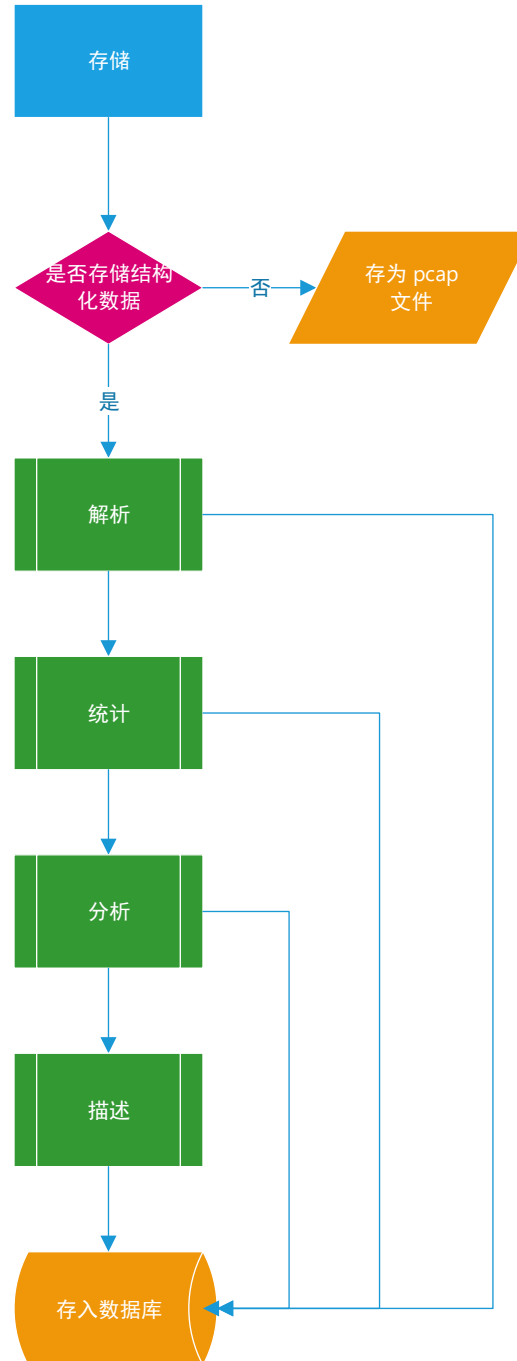 存储
是否存储结构
化数据
否
存为 pcap
文件
是
解析
统计
分析
描述
存入数据库